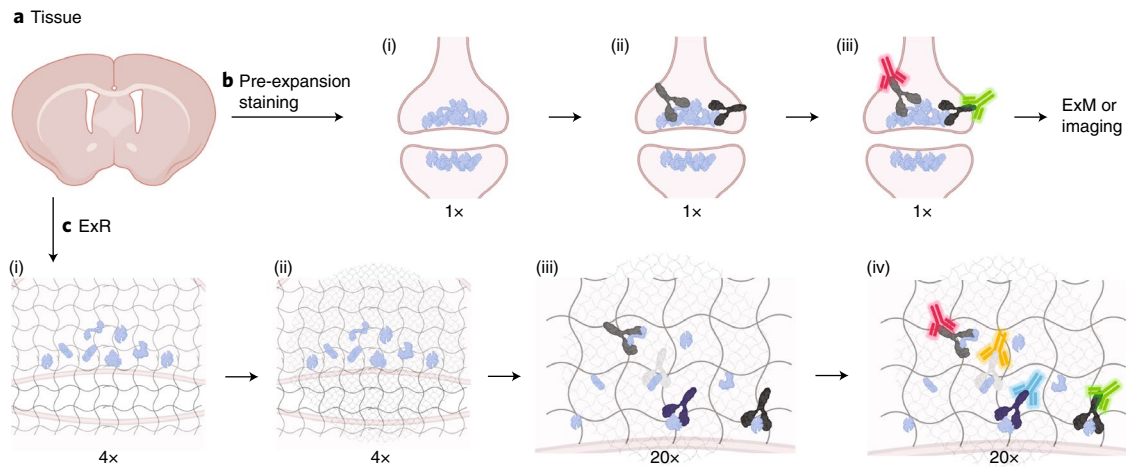 a Tissue
b Pre-expansion
staining
(i)
(ii)
(iii)
ExM or
imaging
1×
1×
1×
c ExR
(i)
(ii)
(iii)
(iv)
4×
4×
20×
20×